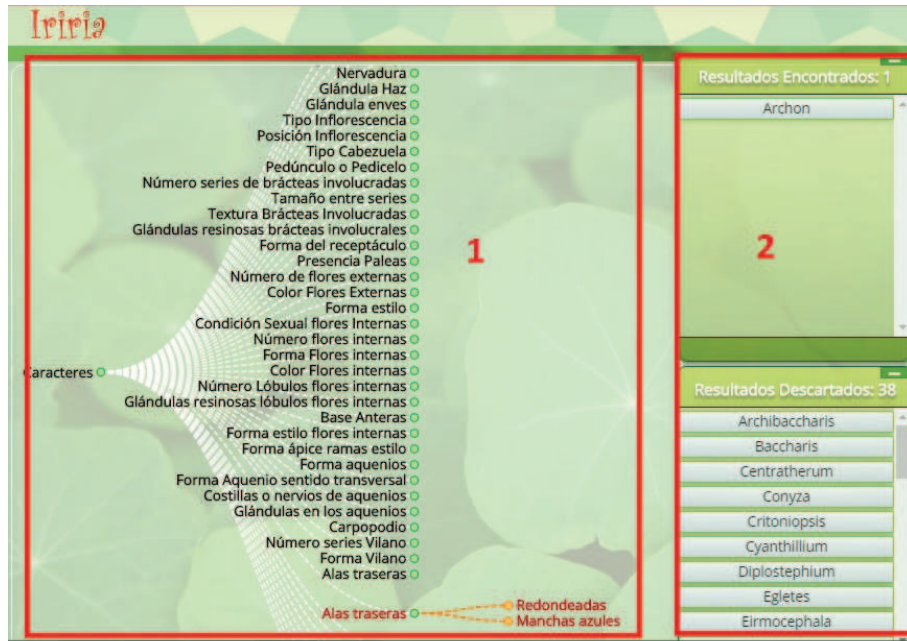 Iriria
Nervadura
Glándula Haz
Glándula enves
Tipo Inflorescencia
Posición Inflorescencia
Tipo Cabezuela
Pedúnculo o Pedicelo
Número series de brácteas involucradas
Tamaño entre series
Textura Brácteas Involucradas
Glándulas resinosas brácteas involucrales
Forma del receptáculo
Presencia Paleas
Número de flores externas
Color Flores Externas
Forma estilo
Condición Sexual flores Internas
Número flores internas
Forma Flores internas
Caracteres
Color Flores internas
Número Lóbulos flores internas
Glándulas resinosas lóbulos flores internas
Base Anteras
Forma estilo flores internas
Forma ápice ramas estilo
Forma aquenios
Forma Aquenio sentido transversal
Costillas o nervios de aquenios
Glándulas en los aquenios
Carpopodio
Número series Vilano
Forma Vilano
Alas traseras
Alas traseras
Redondeadas
Manchas azules
1
Resultados Encontrados: 1
Archon
2
Resultados Descartados: 38
Archibaccharis
Baccharis
Centratherum
Conyza
Critoniopsis
Cyanthillium
Diplostephium
Egletes
Eirmocephala